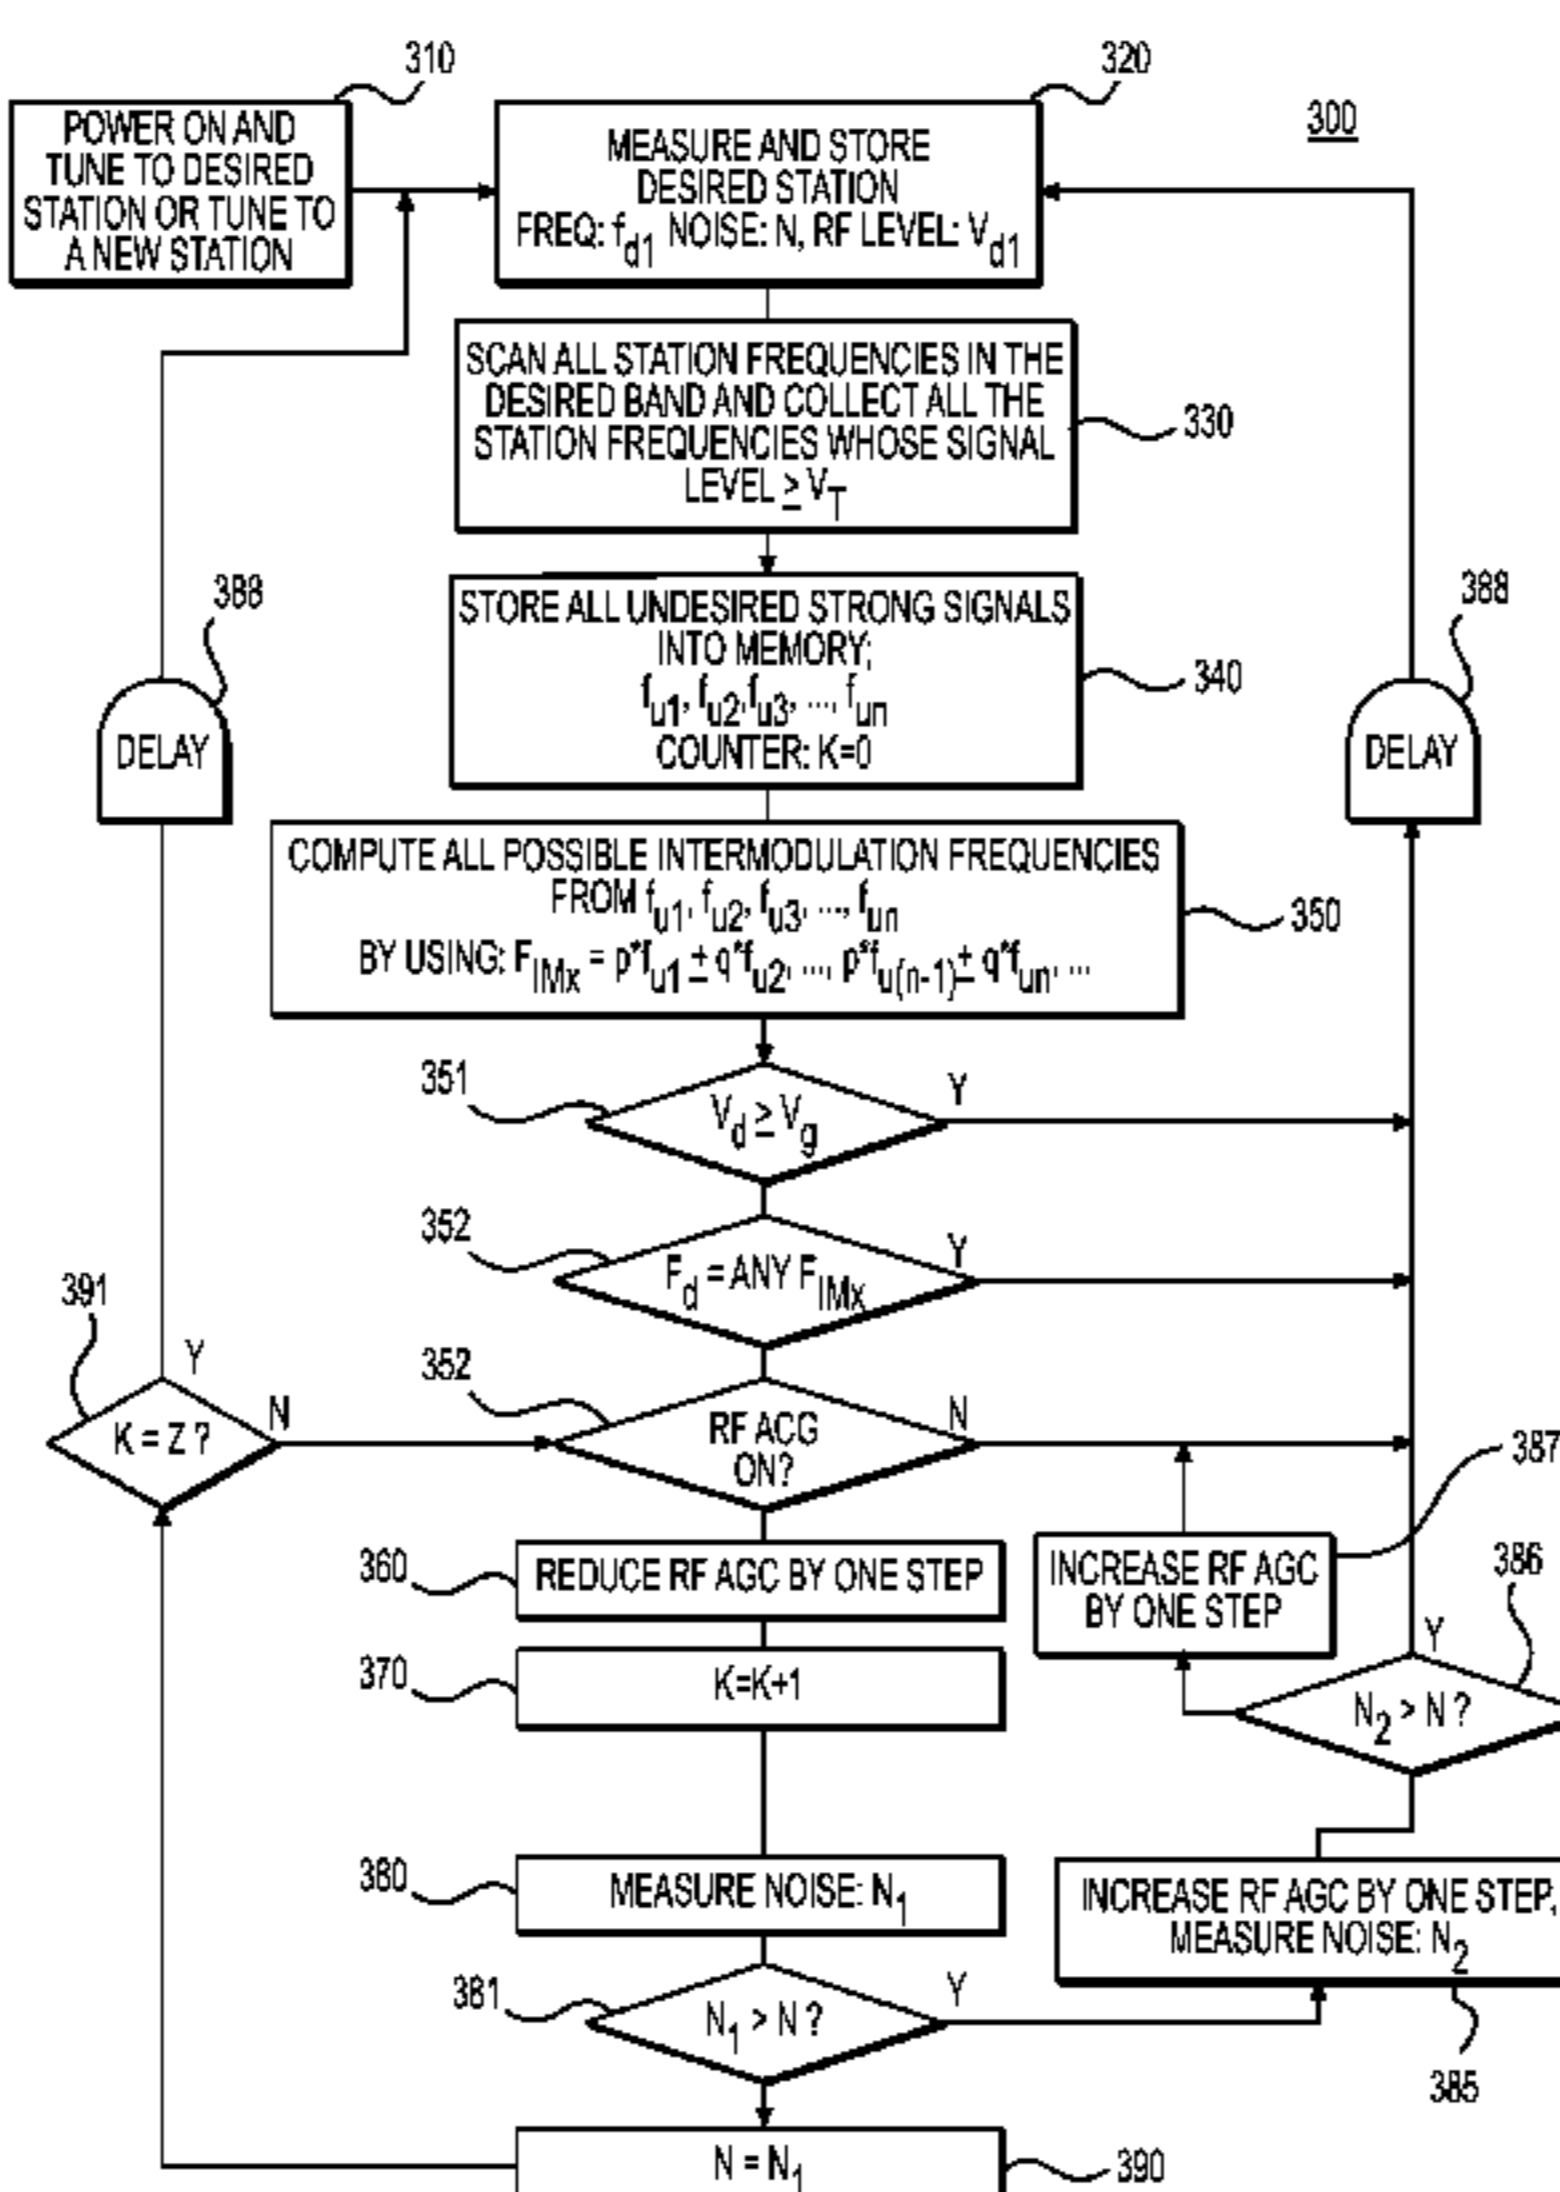 310
POWER ON AND
TUNE TO DESIRED
STATION OR TUNE TO
A NEW STATION
320
MEASURE AND STORE
DESIRED STATION
FREQ: fd1 NOISE: N, RF LEVEL: Vd1
300
SCAN ALL STATION FREQUENCIES IN THE
DESIRED BAND AND COLLECT ALL THE
STATION FREQUENCIES WHOSE SIGNAL
LEVEL ≥ VT
330
388
DELAY
STORE ALL UNDESIRED STRONG SIGNALS
INTO MEMORY;
fu1, fu2, fu3, ..., fun
COUNTER: K=0
340
388
DELAY
COMPUTE ALL POSSIBLE INTERMODULATION FREQUENCIES
FROM fu1, fu2, fu3, ..., fun
BY USING: FIMx = p*fu1 ± q*fu2, ..., p*fu(n-1) ± q*fun, ...
350
351
Vd ≥ Vg
Y
352
Fd = ANY FIMx
Y
391
K = Z ?
Y
N
352
RF ACG
ON?
N
360
REDUCE RF AGC BY ONE STEP
INCREASE RF AGC
BY ONE STEP
387
370
K=K+1
386
N2 > N ?
Y
380
MEASURE NOISE: N1
INCREASE RF AGC BY ONE STEP,
MEASURE NOISE: N2
385
381
N1 > N ?
Y
N = N1
390